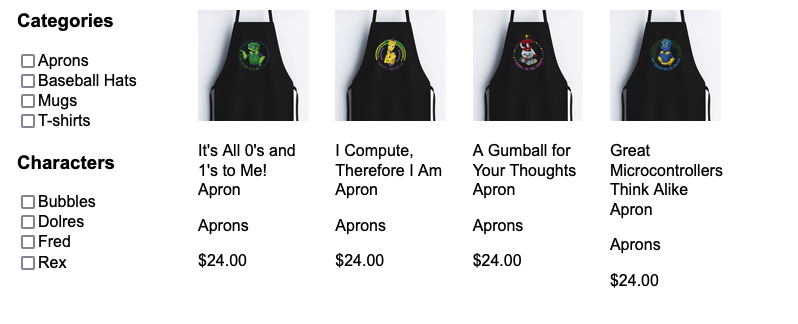 Categories
Aprons
Baseball Hats
Mugs
T-shirts
Characters
Bubbles
Dolres
Fred
Rex
It's All 0's and
1's to Me!
Apron
Aprons
$24.00
I Compute,
Therefore I Am
Apron
Aprons
$24.00
A Gumball for
Your Thoughts
Apron
Aprons
$24.00
Great
Microcontrollers
Think Alike
Apron
Aprons
$24.00